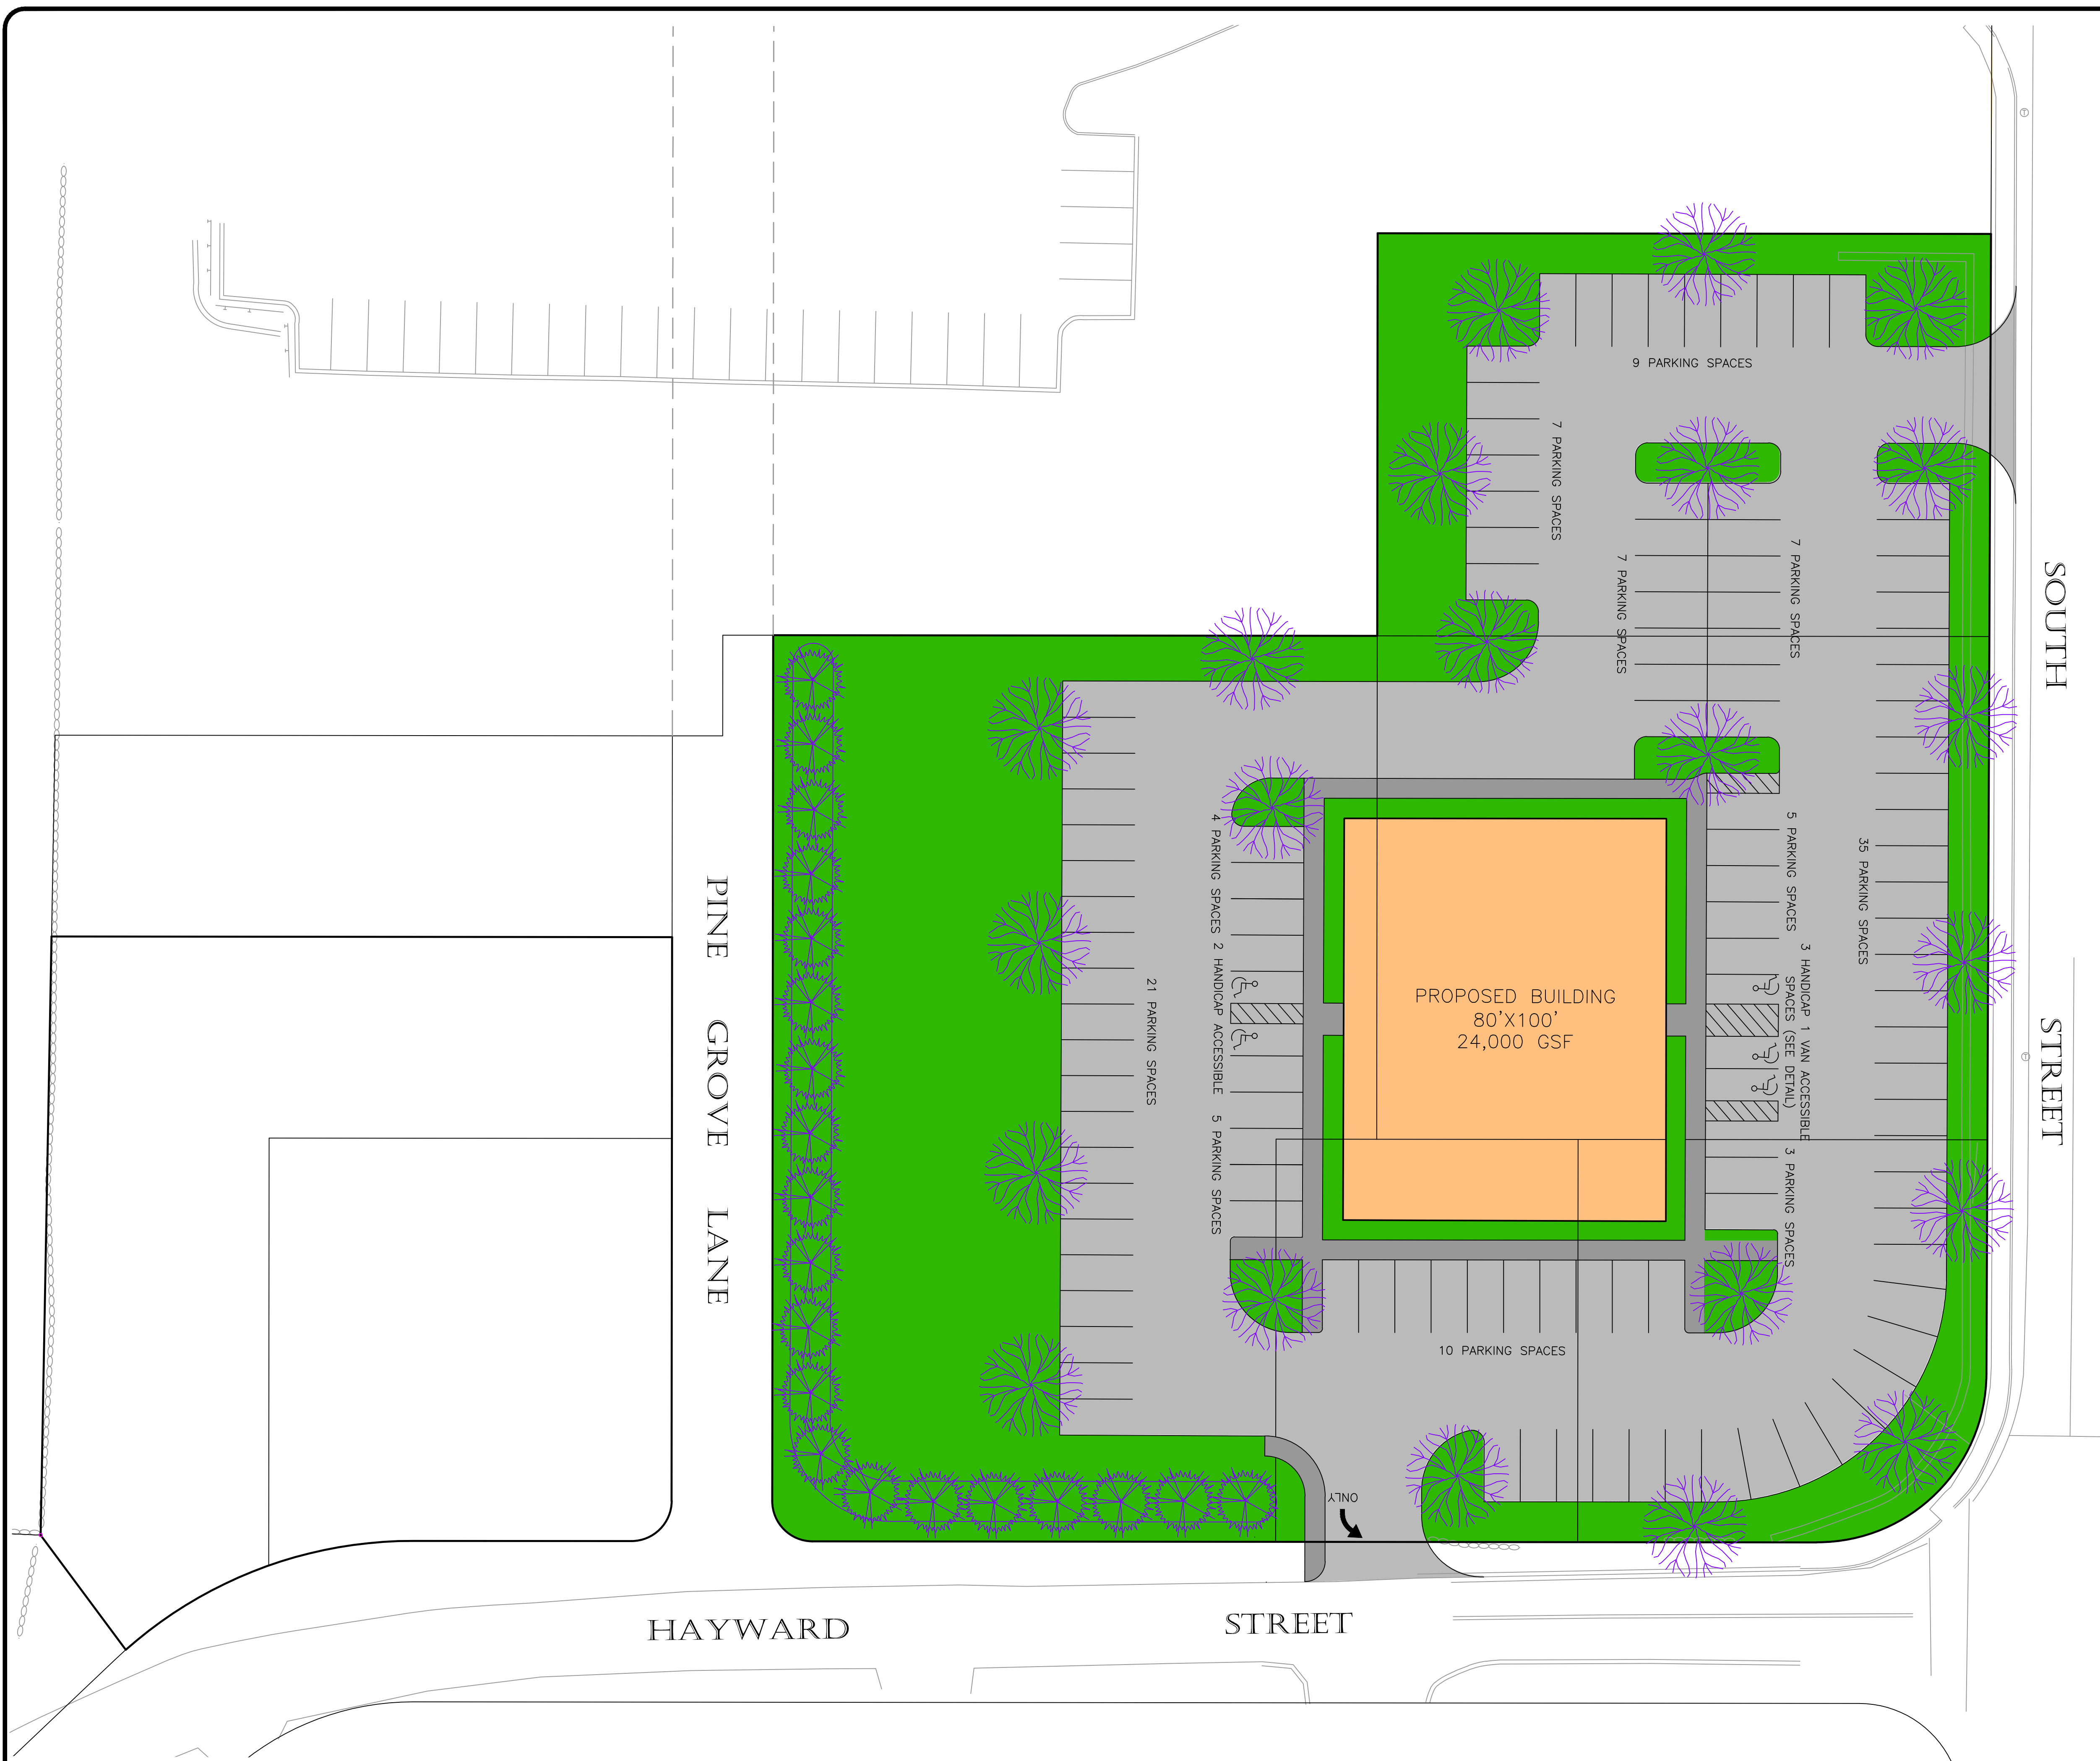 9 PARKING SPACES
7 PARKING SPACES
7 PARKING SPACES
7 PARKING SPACES
SOUTH STREET
4 PARKING SPACES
2 HANDICAP ACCESSIBLE
5 PARKING SPACES
21 PARKING SPACES
PROPOSED BUILDING
80'X100'
24,000 GSF
5 PARKING SPACES
3 HANDICAP 1 VAN ACCESSIBLE
SPACES (SEE DETAIL)
3 PARKING SPACES
35 PARKING SPACES
PINE GROVE LANE
10 PARKING SPACES
ONLY
HAYWARD STREET